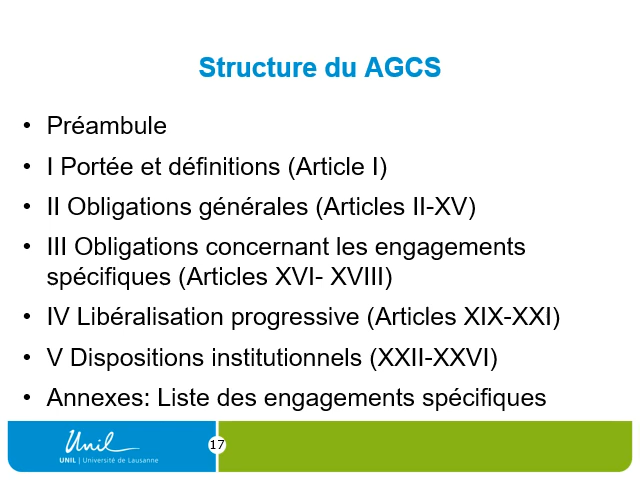 Structure du AGCS
• Préambule
• I Portée et définitions (Article I)
• II Obligations générales (Articles II-XV)
• III Obligations concernant les engagements
spécifiques (Articles XVI- XVIII)
• IV Libéralisation progressive (Articles XIX-XXI)
• V Dispositions institutionnels (XXII-XXVI)
• Annexes: Liste des engagements spécifiques
Unil
UNIL | Université de Lausanne
17